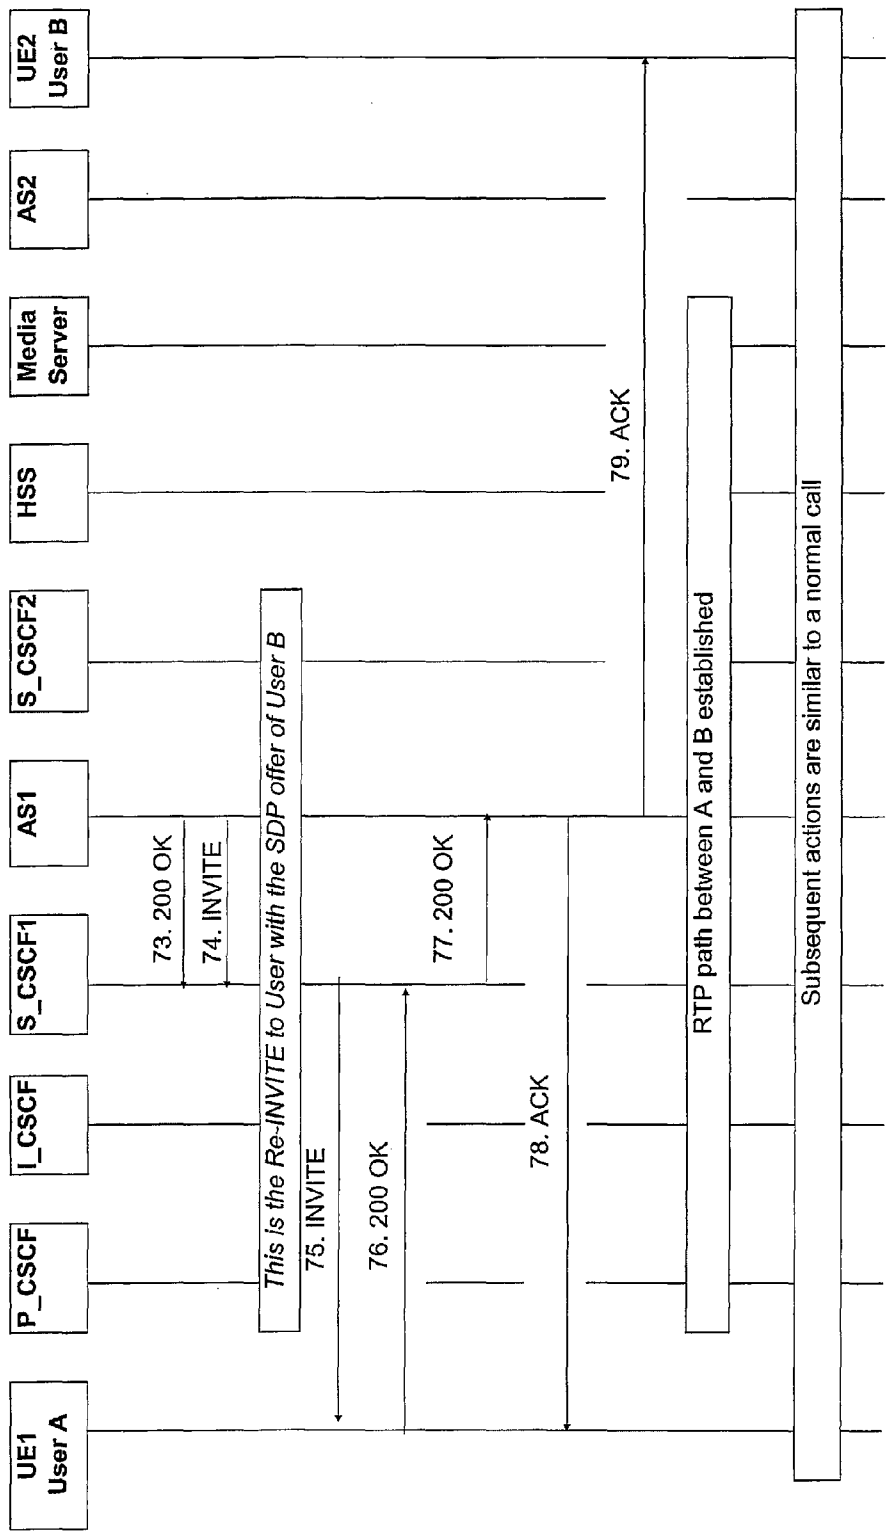 UE1
User A
P_CSCF
I_CSCF
S_CSCF1
AS1
S_CSCF2
HSS
Media
Server
AS2
UE2
User B
73. 200 OK
74. INVITE
This is the Re-INVITE to User with the SDP offer of User B
75. INVITE
76. 200 OK
77. 200 OK
78. ACK
79. ACK
RTP path between A and B established
Subsequent actions are similar to a normal call